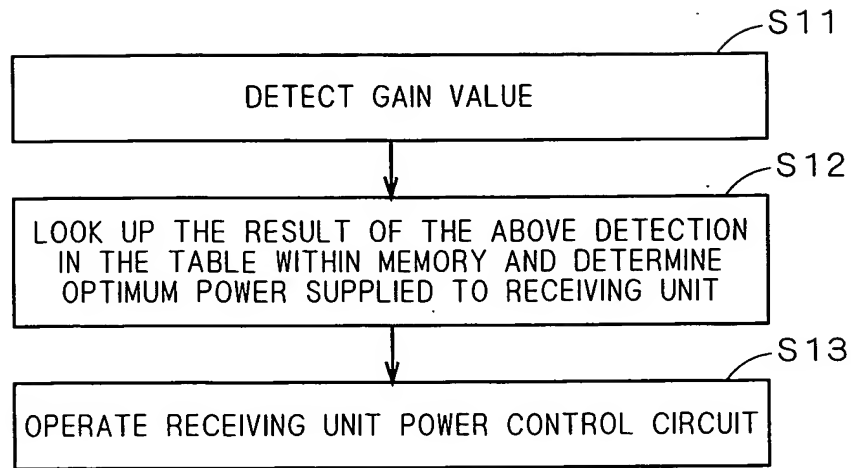 S11
DETECT GAIN VALUE
S12
LOOK UP THE RESULT OF THE ABOVE DETECTION
IN THE TABLE WITHIN MEMORY AND DETERMINE
OPTIMUM POWER SUPPLIED TO RECEIVING UNIT
S13
OPERATE RECEIVING UNIT POWER CONTROL CIRCUIT